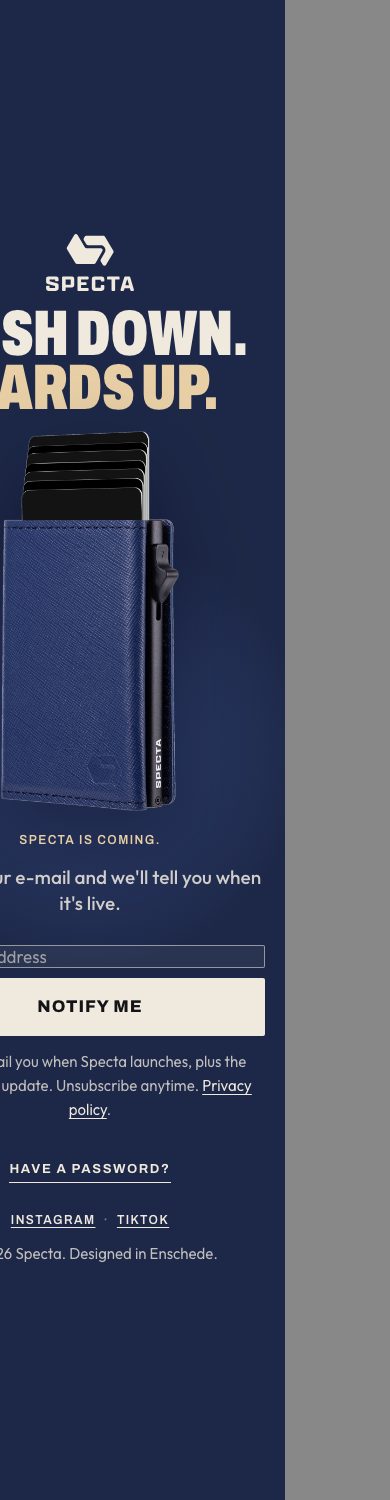 SPECTA
SH DOWN.
ARDS UP.
SPECTA
SPECTA IS COMING.
ur e-mail and we'll tell you when
it's live.
ddress
NOTIFY ME
ail you when Specta launches, plus the
update. Unsubscribe anytime. Privacy
policy.
HAVE A PASSWORD?
INSTAGRAM · TIKTOK
26 Specta. Designed in Enschede.